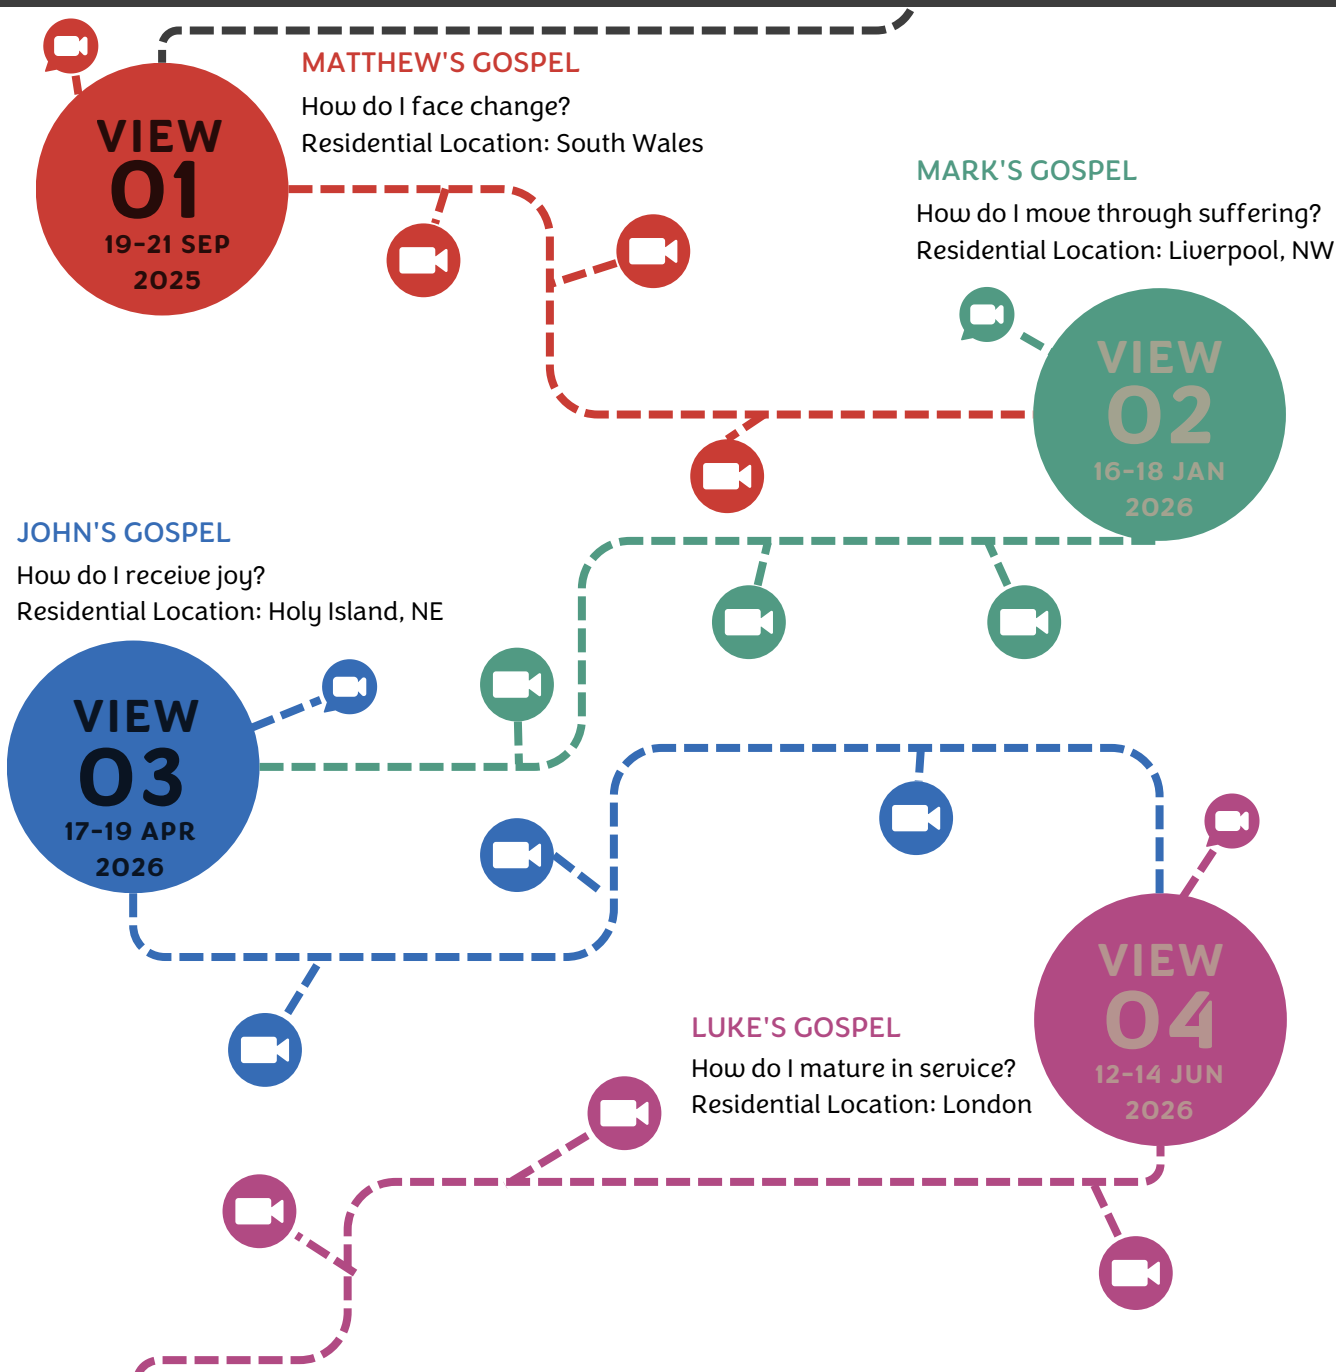 MATTHEW'S GOSPEL
How do I face change?
Residential Location: South Wales
VIEW
01
19-21 SEP
2025
MARK'S GOSPEL
How do I move through suffering?
Residential Location: Liverpool, NW
VIEW
02
16-18 JAN
2026
JOHN'S GOSPEL
How do I receive joy?
Residential Location: Holy Island, NE
VIEW
03
17-19 APR
2026
LUKE'S GOSPEL
How do I mature in service?
Residential Location: London
VIEW
04
12-14 JUN
2026